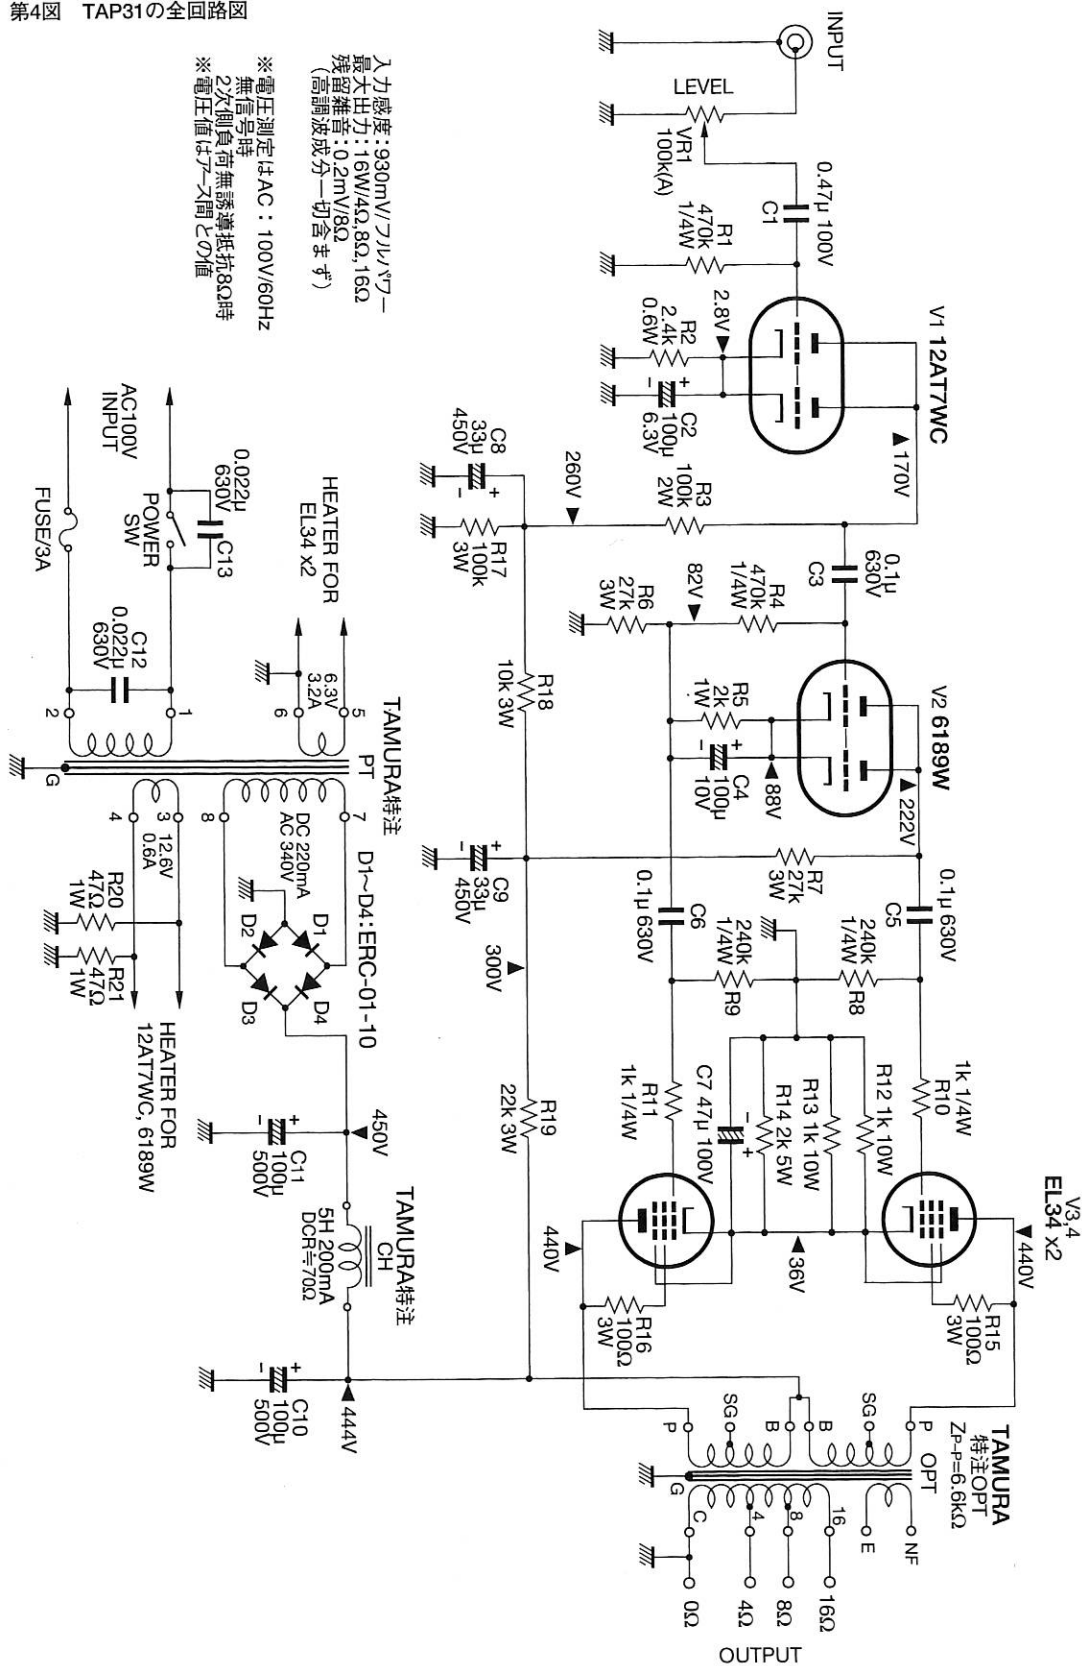 第4図　TAP31の全回路図
INPUT
LEVEL
VR1
100k(A)
0.47μ 100V
C1
R1
470k
1/4W
V1 12AT7WC
2.8V
R2
2.4k
0.6W
+
-
C2
100μ
6.3V
170V
R3
100k
2W
260V
C8
33μ
450V
+
-
R17
100k
3W
0.1μ
630V
C3
R4
470k
1/4W
82V
R6
27k
3W
V2 6189W
R5
2k
1W
+
-
C4
100μ
10V
88V
222V
R18
10k 3W
R7
27k
3W
C9
33μ
450V
+
-
0.1μ 630V
C5
C6
0.1μ 630V
240k
1/4W
R8
240k
1/4W
R9
300V
R19
22k 3W
1k 1/4W
R10
R11
1k 1/4W
R12 1k 10W
R13 1k 10W
R14 2k 5W
C7 47μ 100V
-
+
V3,4
EL34 x2
36V
440V
440V
R15
100Ω
3W
R16
100Ω
3W
TAMURA
特注OPT
ZP-P=6.6kΩ
OPT
P
SG
B
B
SG
P
G
NF
E
16
8
4
C
16Ω
8Ω
4Ω
0Ω
OUTPUT
入力感度：930mV/フルパワー
最大出力：16W/4Ω,8Ω,16Ω
残留雑音：0.2mV/8Ω
（高調波成分一切含まず）
※電圧測定はAC：100V/60Hz
無信号時
2次側負荷無誘導抵抗8Ω時
※電圧値はアース間との値
AC100V
INPUT
FUSE/3A
POWER
SW
0.022μ
630V
C13
C12
0.022μ
630V
HEATER FOR
EL34 x2
6.3V
3.2A
5
6
1
2
TAMURA特注
PT
G
3
4
7
8
12.6V
0.6A
DC 220mA
AC 340V
R20
47Ω
1W
R21
47Ω
1W
D1~D4:ERC-01-10
D1
D2
D3
D4
HEATER FOR
12AT7WC, 6189W
450V
+
-
C11
100μ
500V
TAMURA特注
CH
5H 200mA
DCR≒70Ω
+
-
C10
100μ
500V
444V